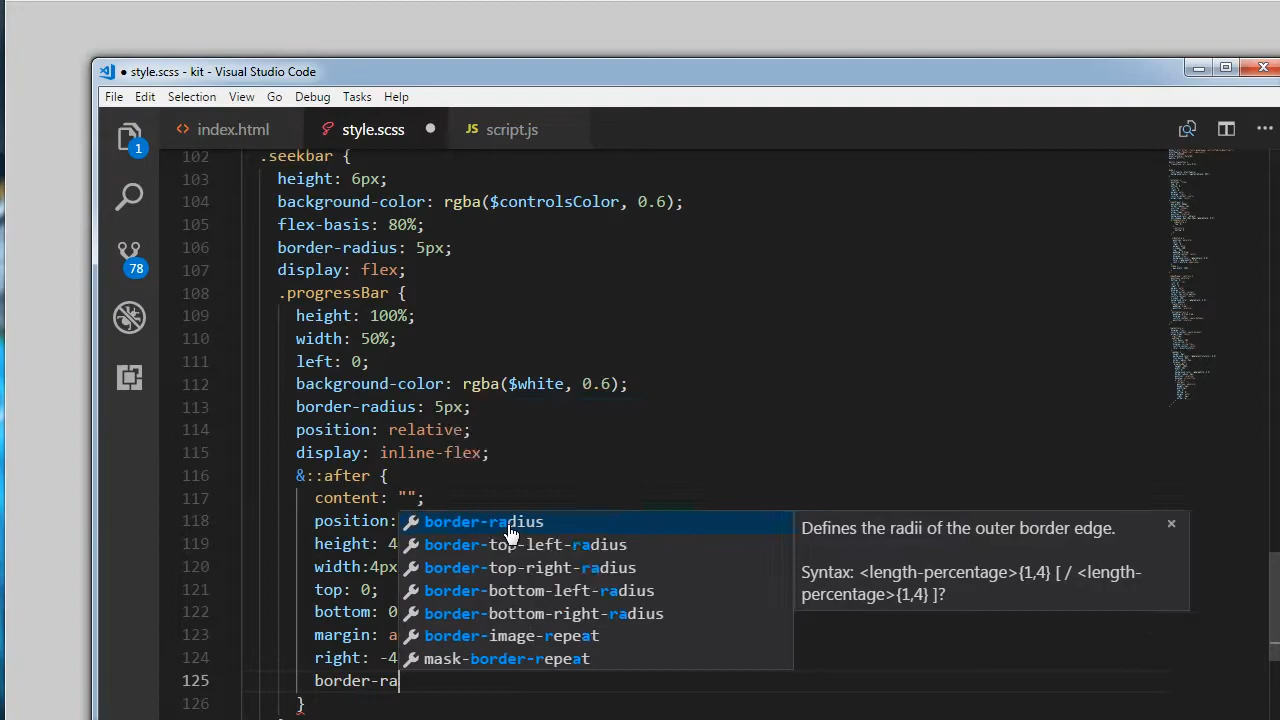 ● style.scss - kit - Visual Studio Code
File Edit Selection View Go Debug Tasks Help
1 <> index.html style.scss ● JS script.js
102 .seekbar {
103 height: 6px;
104 background-color: rgba($controlsColor, 0.6);
105 flex-basis: 80%;
106 border-radius: 5px;
78
107 display: flex;
108 .progressBar {
109 height: 100%;
110 width: 50%;
111 left: 0;
112 background-color: rgba($white, 0.6);
113 border-radius: 5px;
114 position: relative;
115 display: inline-flex;
116 &::after {
117 content: "";
118 position: border-radius Defines the radii of the outer border edge.
119 height: 4 border-top-left-radius
120 width:4px border-top-right-radius Syntax: <length-percentage>{1,4} [ / <length-
121 top: 0; border-bottom-left-radius percentage>{1,4} ]?
122 bottom: 0 border-bottom-right-radius
123 margin: a border-image-repeat
124 right: -4 mask-border-repeat
125 border-ra
126 }